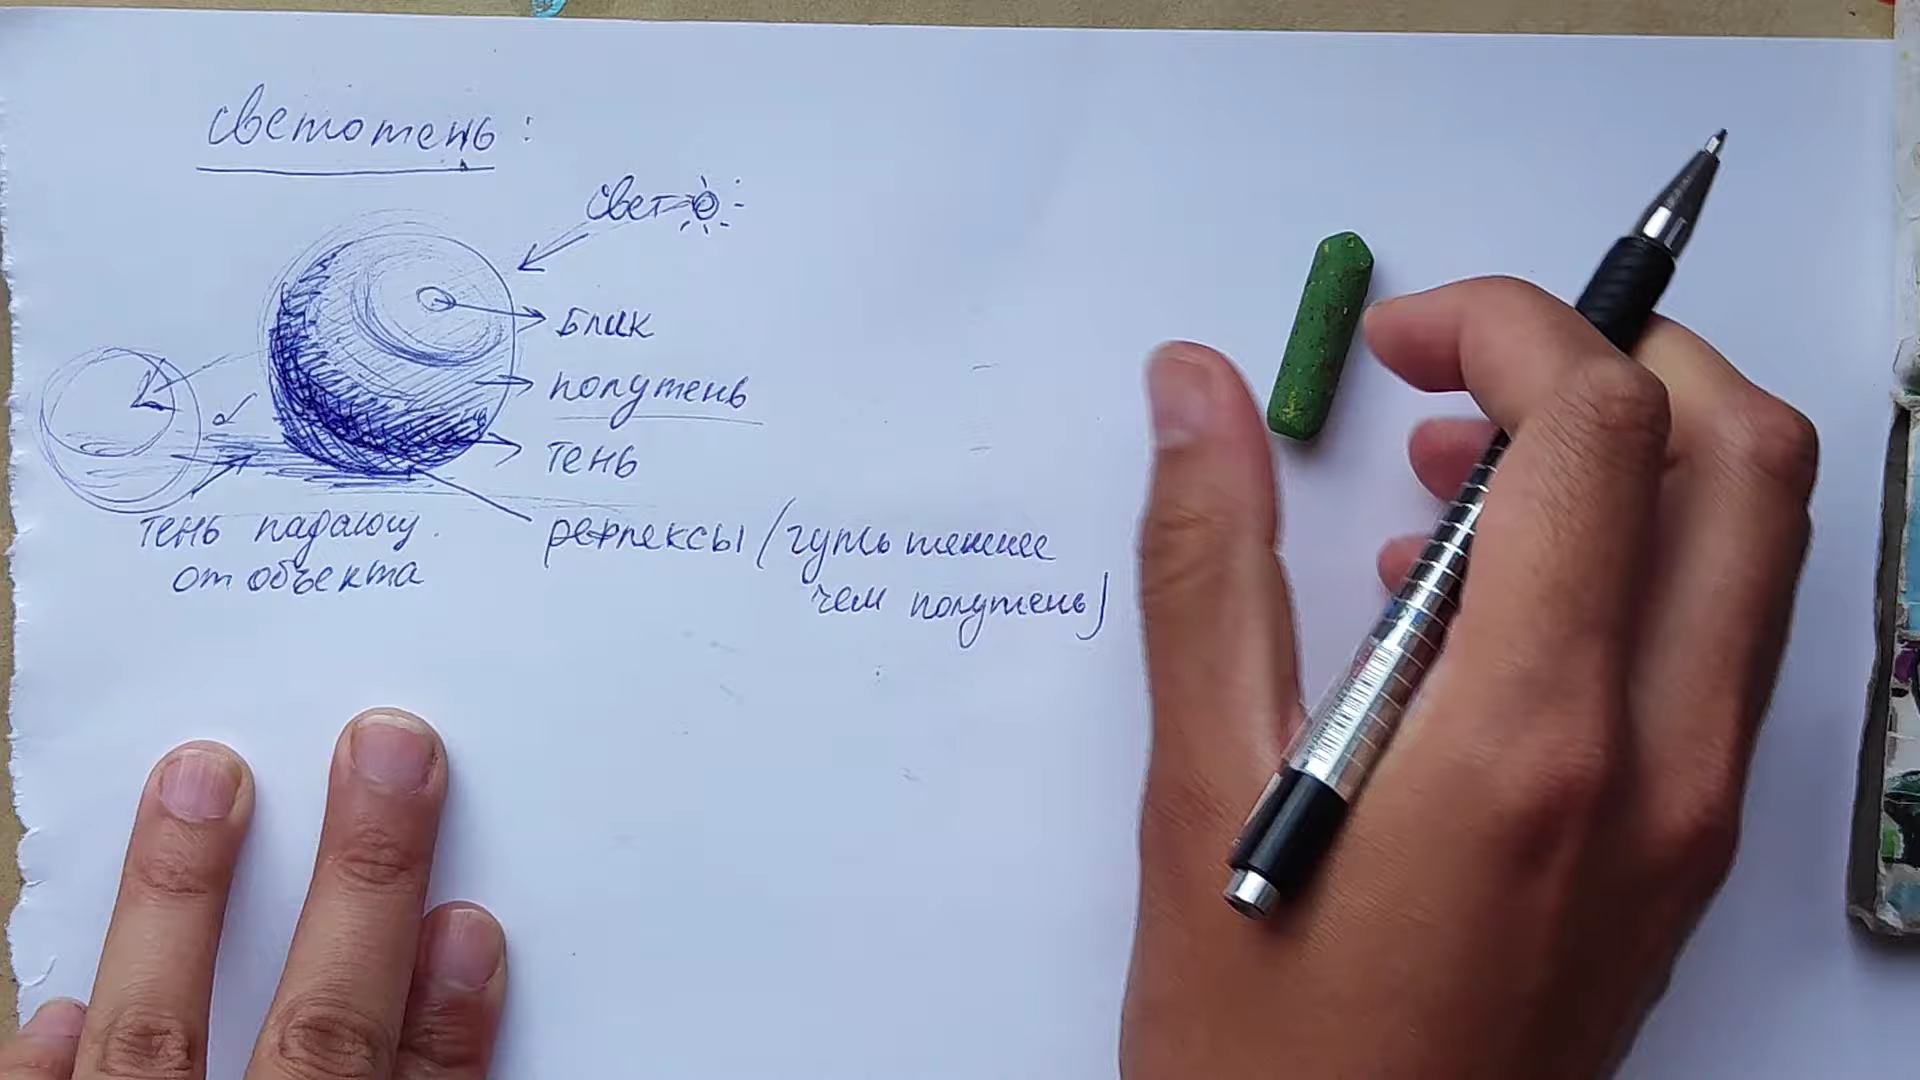 светотень:
свет
блик
полутень
тень
тень падающ.
от объекта
рефлексы (чуть темнее
чем полутень)